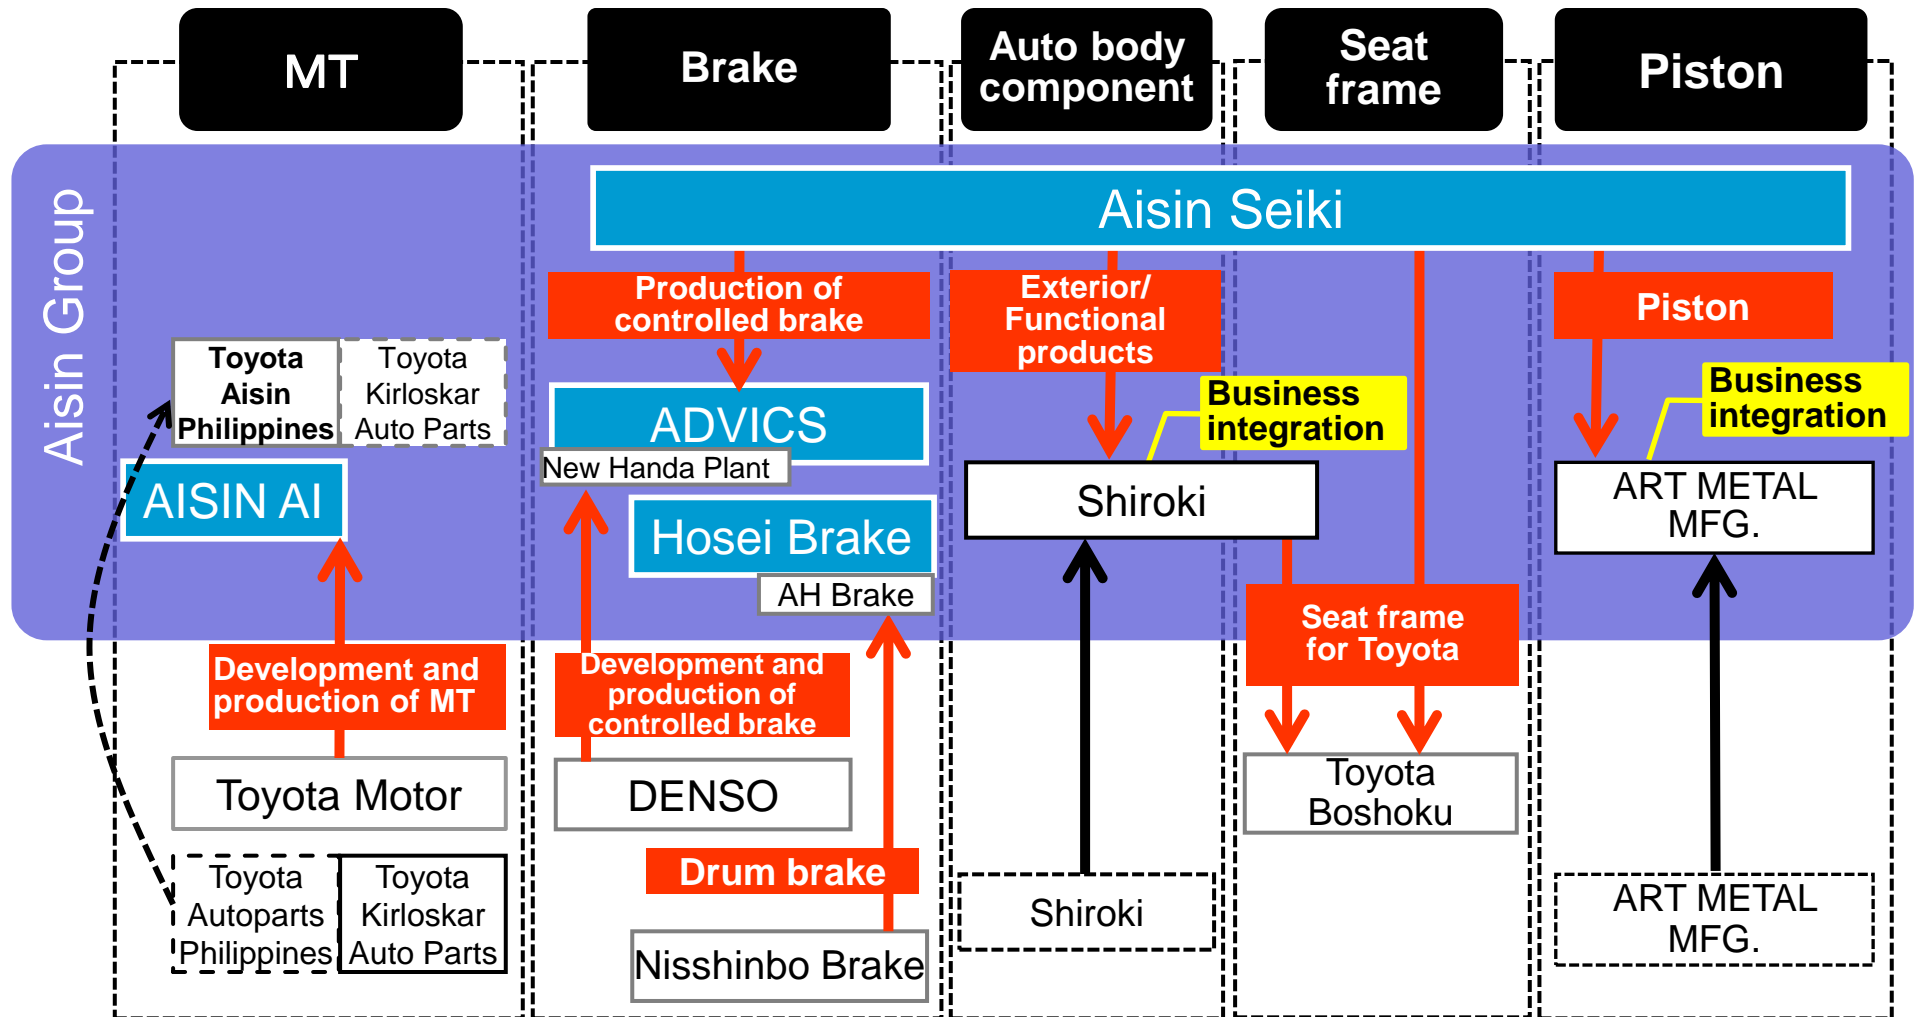 MT
Brake
Auto body
component
Seat
frame
Piston
Aisin Group
Aisin Seiki
Production of
controlled brake
Exterior/
Functional
products
Piston
Toyota
Aisin
Philippines
Toyota
Kirloskar
Auto Parts
ADVICS
New Handa Plant
Business
integration
Business
integration
AISIN AI
Hosei Brake
AH Brake
Shiroki
ART METAL
MFG.
Development and
production of MT
Development and
production of
controlled brake
Seat frame
for Toyota
Toyota Motor
DENSO
Toyota
Boshoku
Toyota
Autoparts
Philippines
Toyota
Kirloskar
Auto Parts
Drum brake
Nisshinbo Brake
Shiroki
ART METAL
MFG.